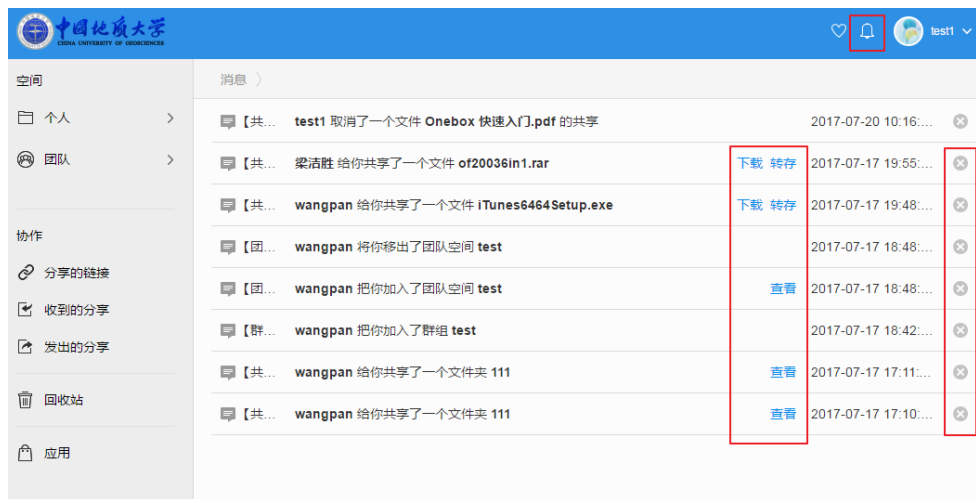 中国地质大学
CHINA UNIVERSITY OF GEOSCIENCES
test1
空间
个人
团队
协作
分享的链接
收到的分享
发出的分享
回收站
应用
消息
【共... test1 取消了一个文件 Onebox 快速入门.pdf 的共享 2017-07-20 10:16:...
【共... 梁洁胜 给你共享了一个文件 of20036in1.rar 下载 转存 2017-07-17 19:55:...
【共... wangpan 给你共享了一个文件 iTunes6464Setup.exe 下载 转存 2017-07-17 19:48:...
【团... wangpan 将你移出了团队空间 test 2017-07-17 18:48:...
【团... wangpan 把你加入了团队空间 test 查看 2017-07-17 18:48:...
【群... wangpan 把你加入了群组 test 2017-07-17 18:42:...
【共... wangpan 给你共享了一个文件夹 111 查看 2017-07-17 17:11:...
【共... wangpan 给你共享了一个文件夹 111 查看 2017-07-17 17:10:...